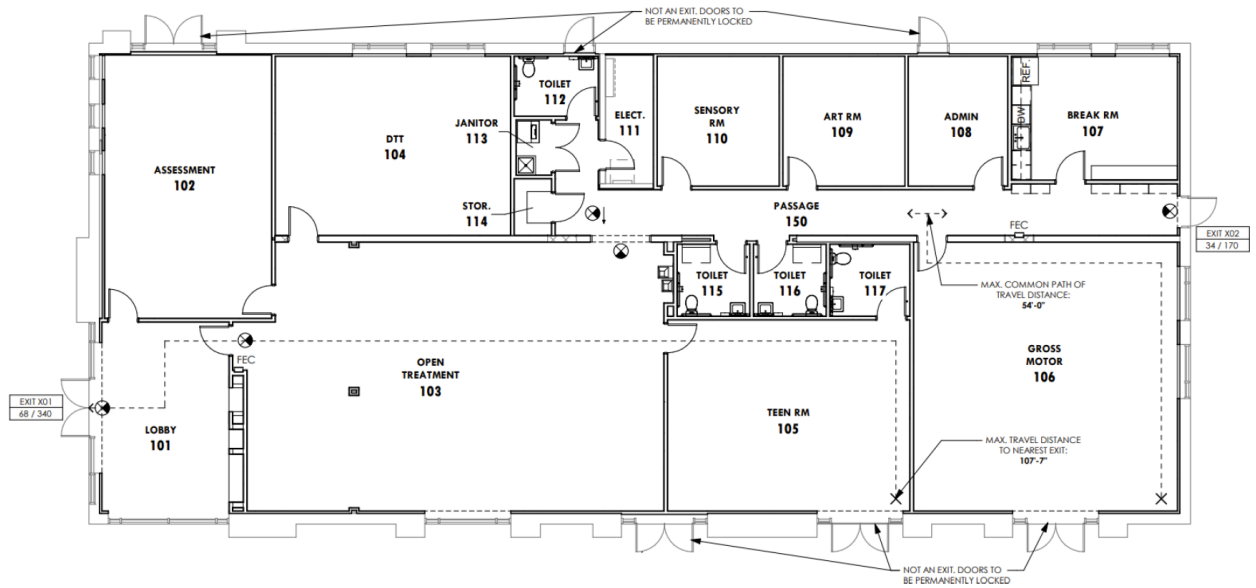 NOT AN EXIT. DOORS TO
BE PERMANENTLY LOCKED
REF.
DW
TOILET
112
ELECT.
111
SENSORY
RM
110
ART RM
109
ADMIN
108
BREAK RM
107
JANITOR
113
DTT
104
ASSESSMENT
102
STOR.
114
PASSAGE
150
FEC
EXIT X02
34 / 170
TOILET
115
TOILET
116
TOILET
117
MAX. COMMON PATH OF
TRAVEL DISTANCE:
54'-0"
FEC
OPEN
TREATMENT
103
GROSS
MOTOR
106
EXIT X01
68 / 340
LOBBY
101
TEEN RM
105
MAX. TRAVEL DISTANCE
TO NEAREST EXIT:
107'-7"
NOT AN EXIT. DOORS TO
BE PERMANENTLY LOCKED